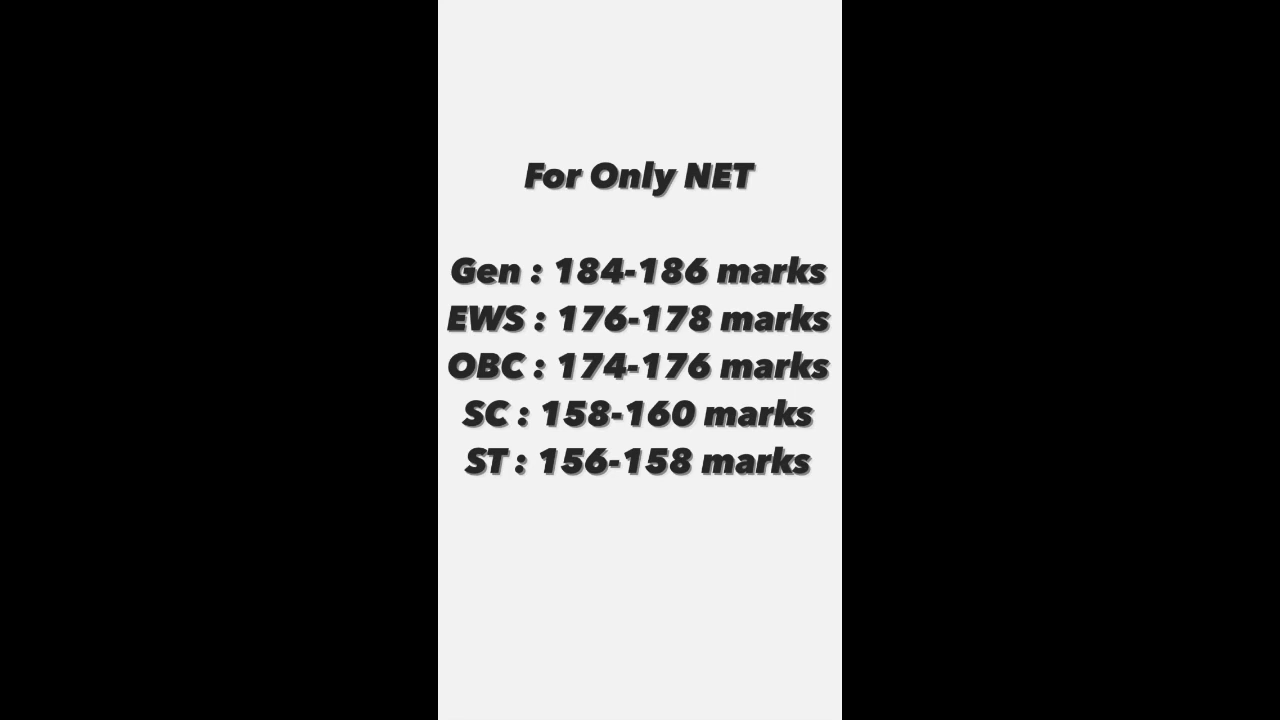 For Only NET
Gen : 184-186 marks
EWS : 176-178 marks
OBC : 174-176 marks
SC : 158-160 marks
ST : 156-158 marks